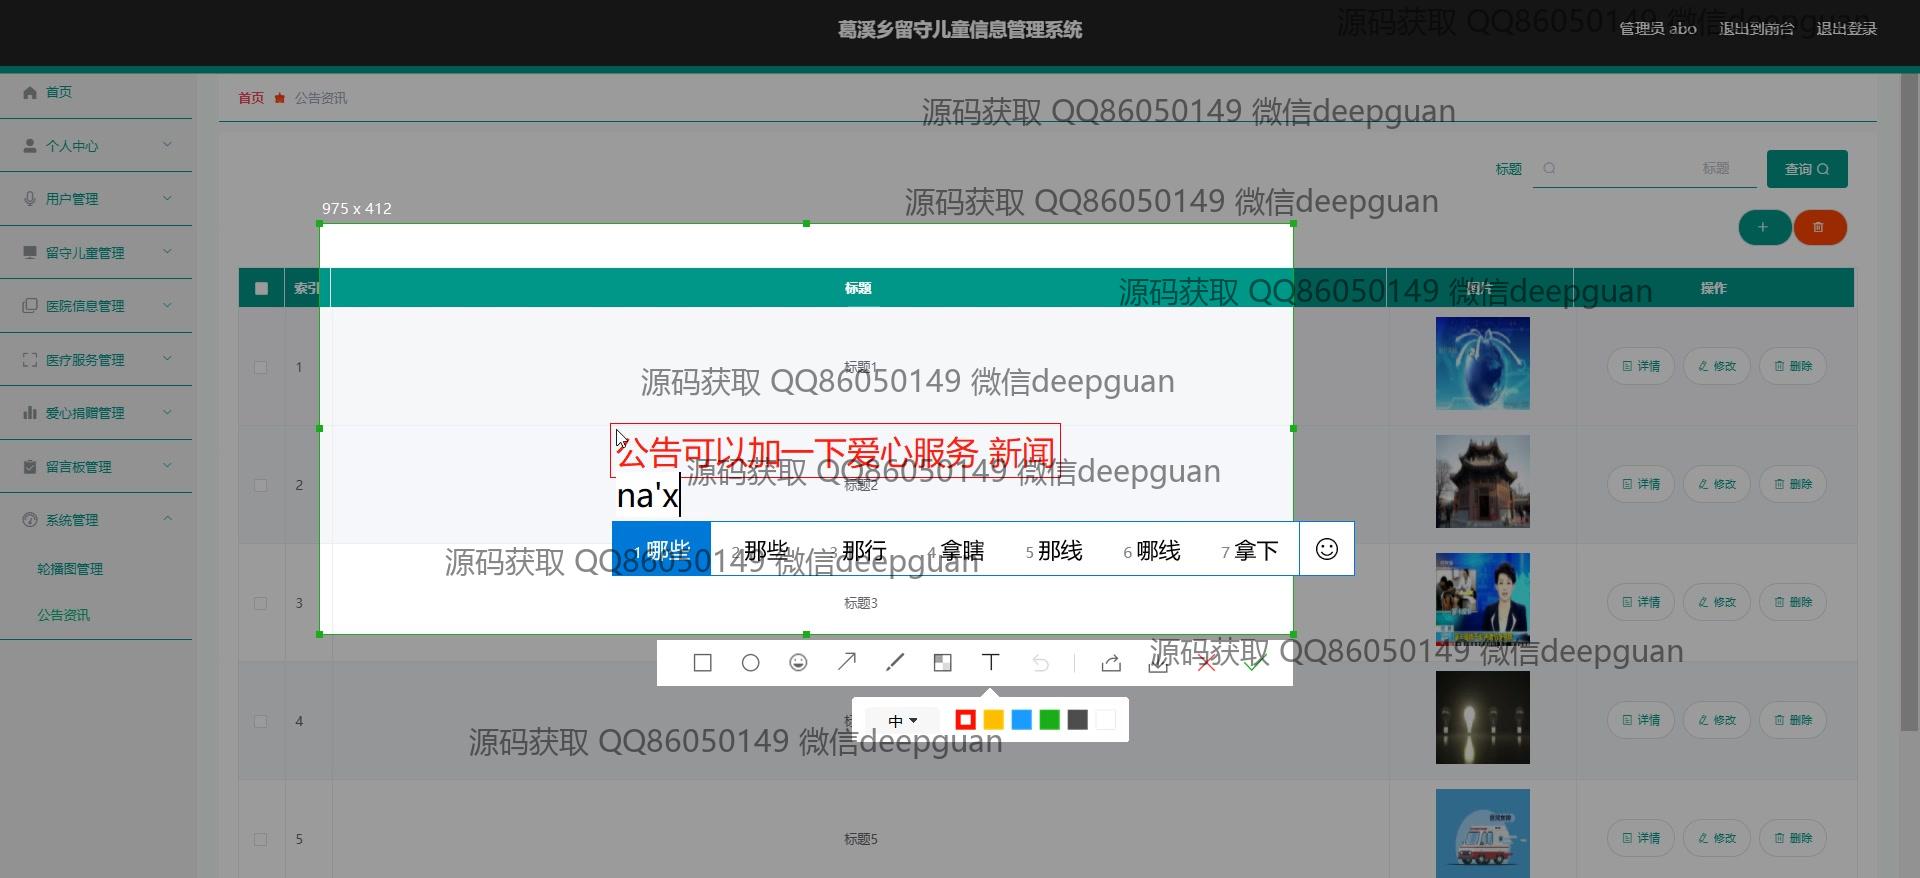 葛溪乡留守儿童信息管理系统
管理员 abo 退出到前台 退出登录
源码获取 QQ86050149 微信deepguan
首页
个人中心
用户管理
留守儿童管理
医院信息管理
医疗服务管理
爱心捐赠管理
留言板管理
系统管理
轮播图管理
公告资讯
首页 公告资讯
源码获取 QQ86050149 微信deepguan
标题 标题 查询
源码获取 QQ86050149 微信deepguan
975 x 412
索引 标题 图片 操作
源码获取 QQ86050149 微信deepguan
1 标题1 详情 修改 删除
源码获取 QQ86050149 微信deepguan
公告可以加一下爱心服务 新闻
源码获取 QQ86050149 微信deepguan
2 标题2 详情 修改 删除
na'x
1 哪些 2 那些 3 那行 4 拿瞎 5 那线 6 哪线 7 拿下
源码获取 QQ86050149 微信deepguan
3 标题3 详情 修改 删除
源码获取 QQ86050149 微信deepguan
中
4 详情 修改 删除
源码获取 QQ86050149 微信deepguan
5 标题5 详情 修改 删除